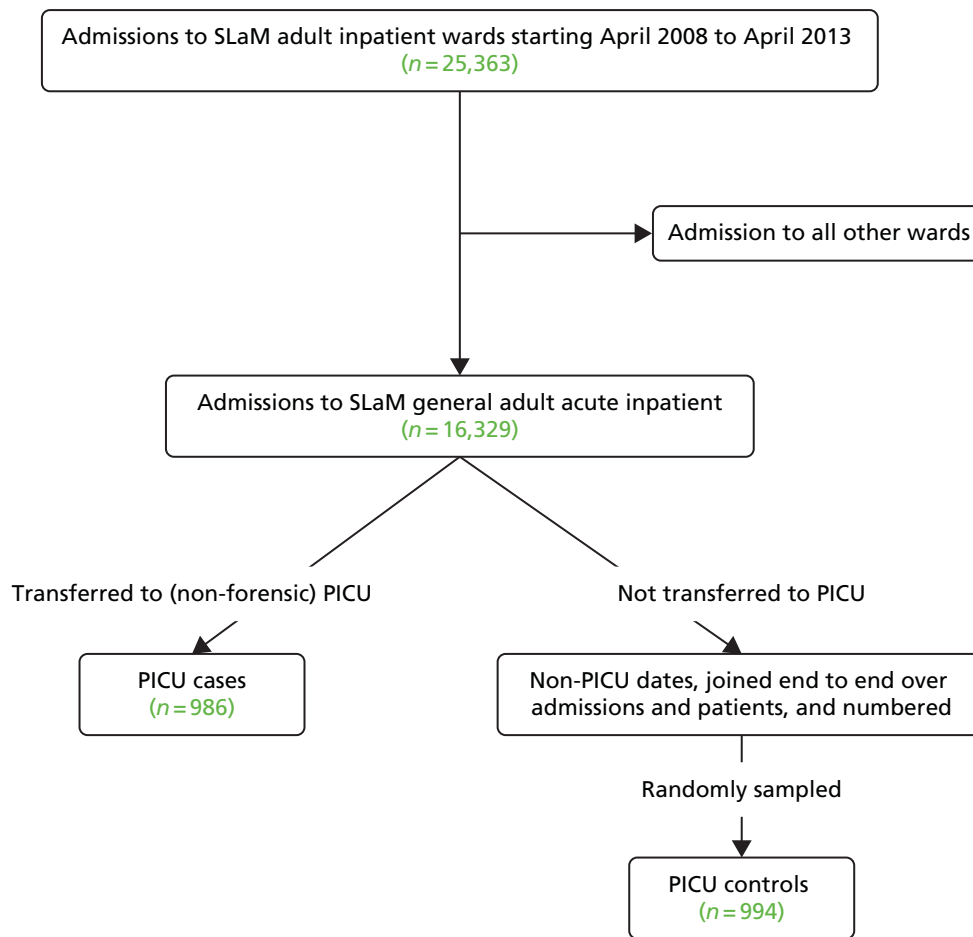 Admissions to SLaM adult inpatient wards starting April 2008 to April 2013
(n = 25,363)
Admission to all other wards
Admissions to SLaM general adult acute inpatient
(n = 16,329)
Transferred to (non-forensic) PICU
Not transferred to PICU
PICU cases
(n = 986)
Non-PICU dates, joined end to end over
admissions and patients, and numbered
Randomly sampled
PICU controls
(n = 994)